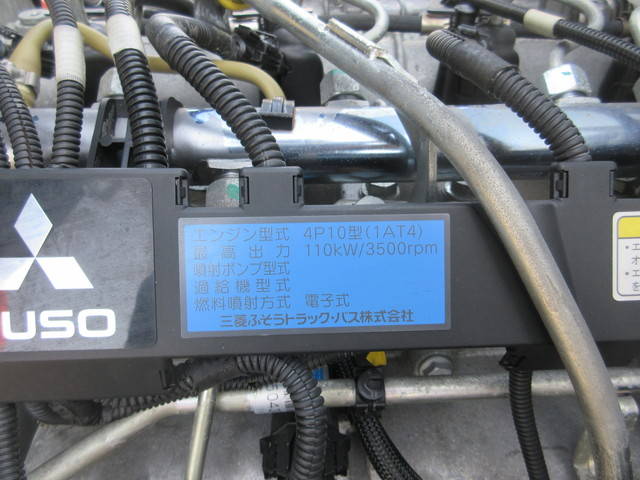 USO
エンジン型式 4P10型(1AT4)
最高出力 110kW/3500rpm
噴射ポンプ型式
過給機型式
燃料噴射方式 電子式
三菱ふそうトラック・バス株式会社